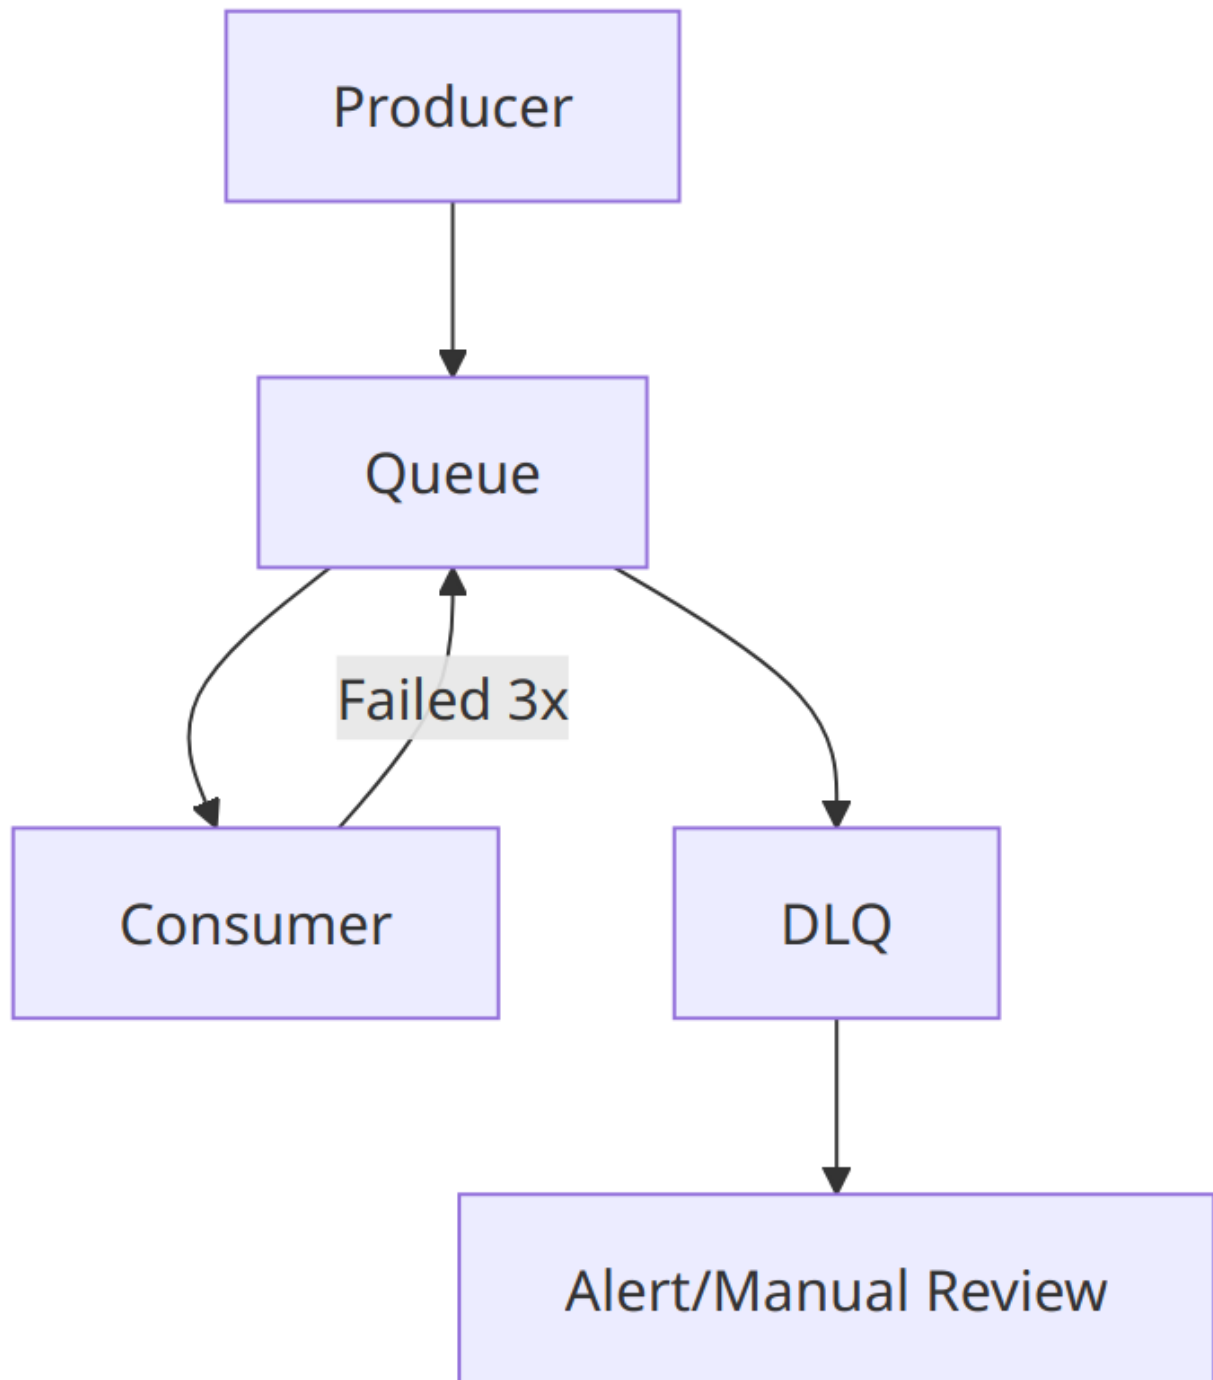 Producer
Queue
Failed 3x
Consumer
DLQ
Alert/Manual Review